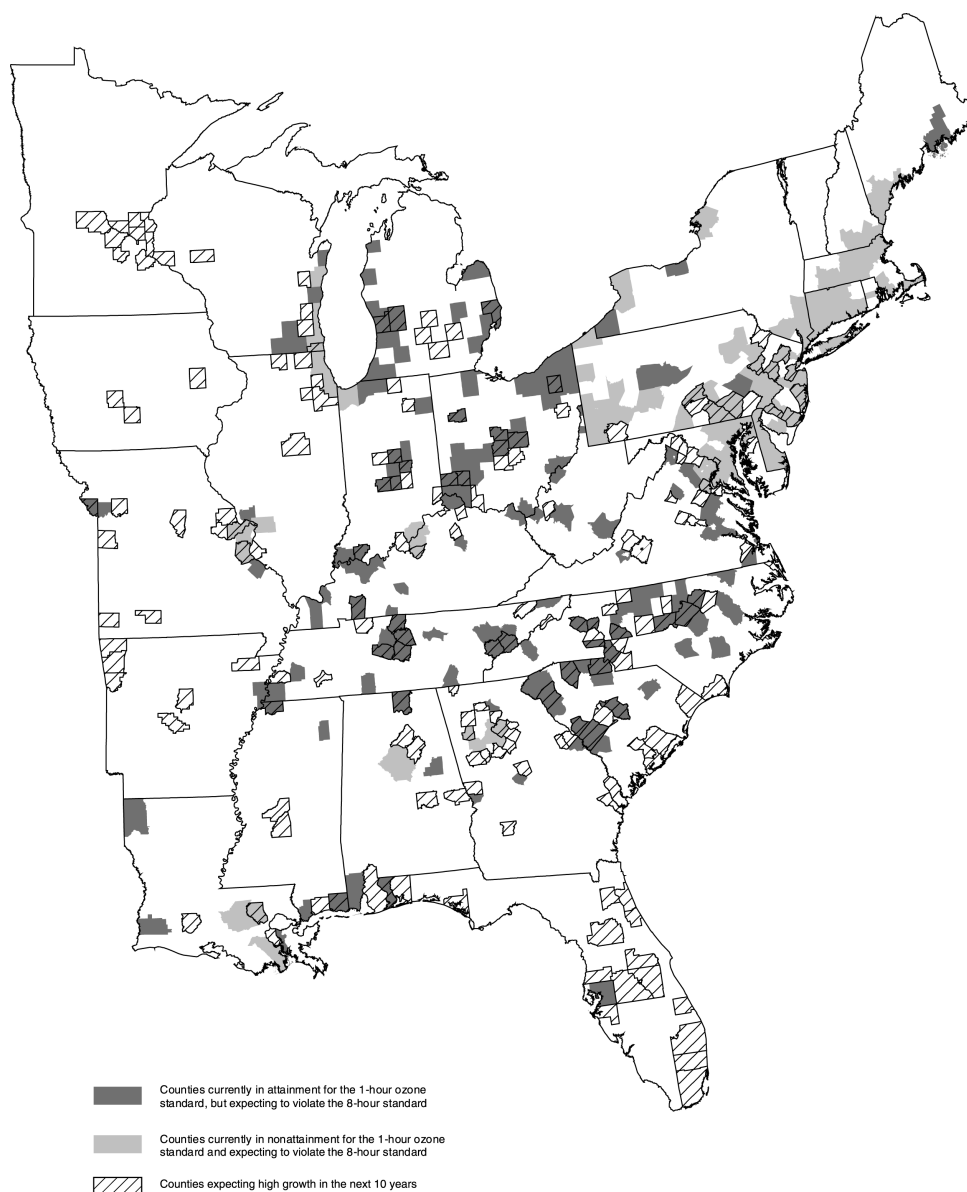 Counties currently in attainment for the 1-hour ozone
standard, but expecting to violate the 8-hour standard
Counties currently in nonattainment for the 1-hour ozone
standard and expecting to violate the 8-hour standard
Counties expecting high growth in the next 10 years